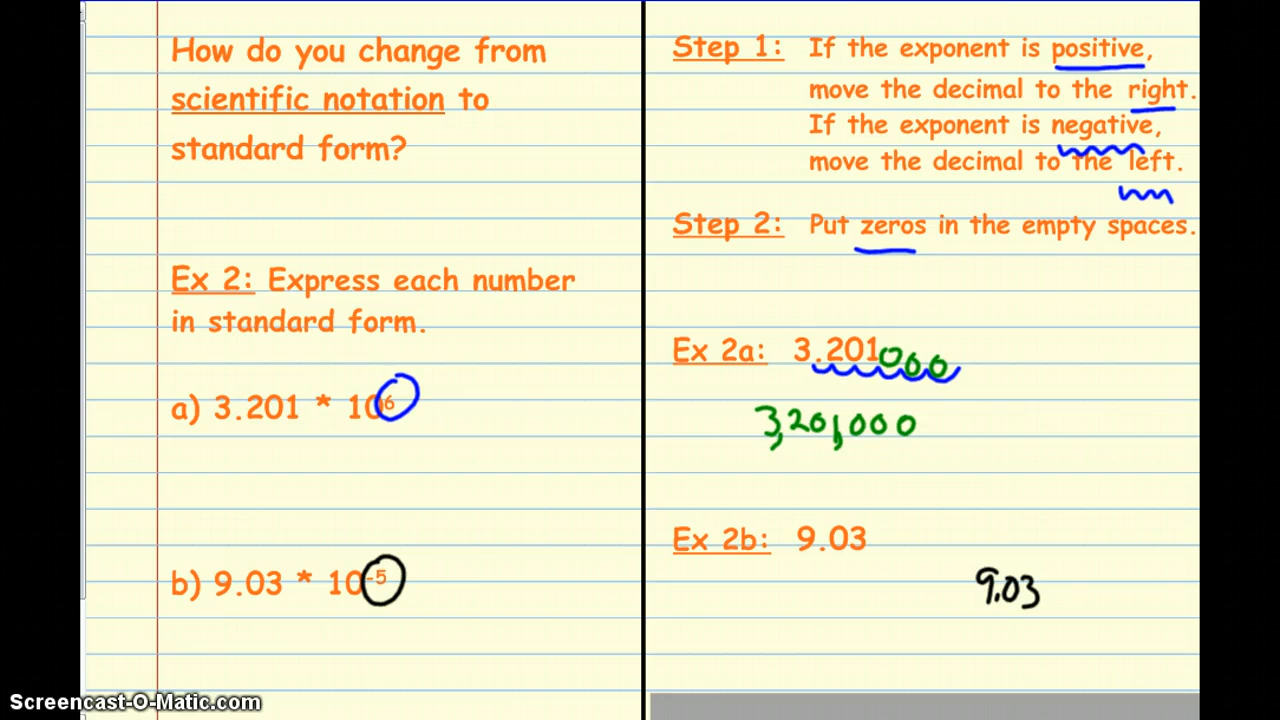 How do you change from
scientific notation to
standard form?
Ex 2: Express each number
in standard form.
a) 3.201 * 10⁶
b) 9.03 * 10⁻⁵
Step 1: If the exponent is positive,
move the decimal to the right.
If the exponent is negative,
move the decimal to the left.
Step 2: Put zeros in the empty spaces.
Ex 2a: 3.201000
3,201,000
Ex 2b: 9.03
9.03
Screencast-O-Matic.com